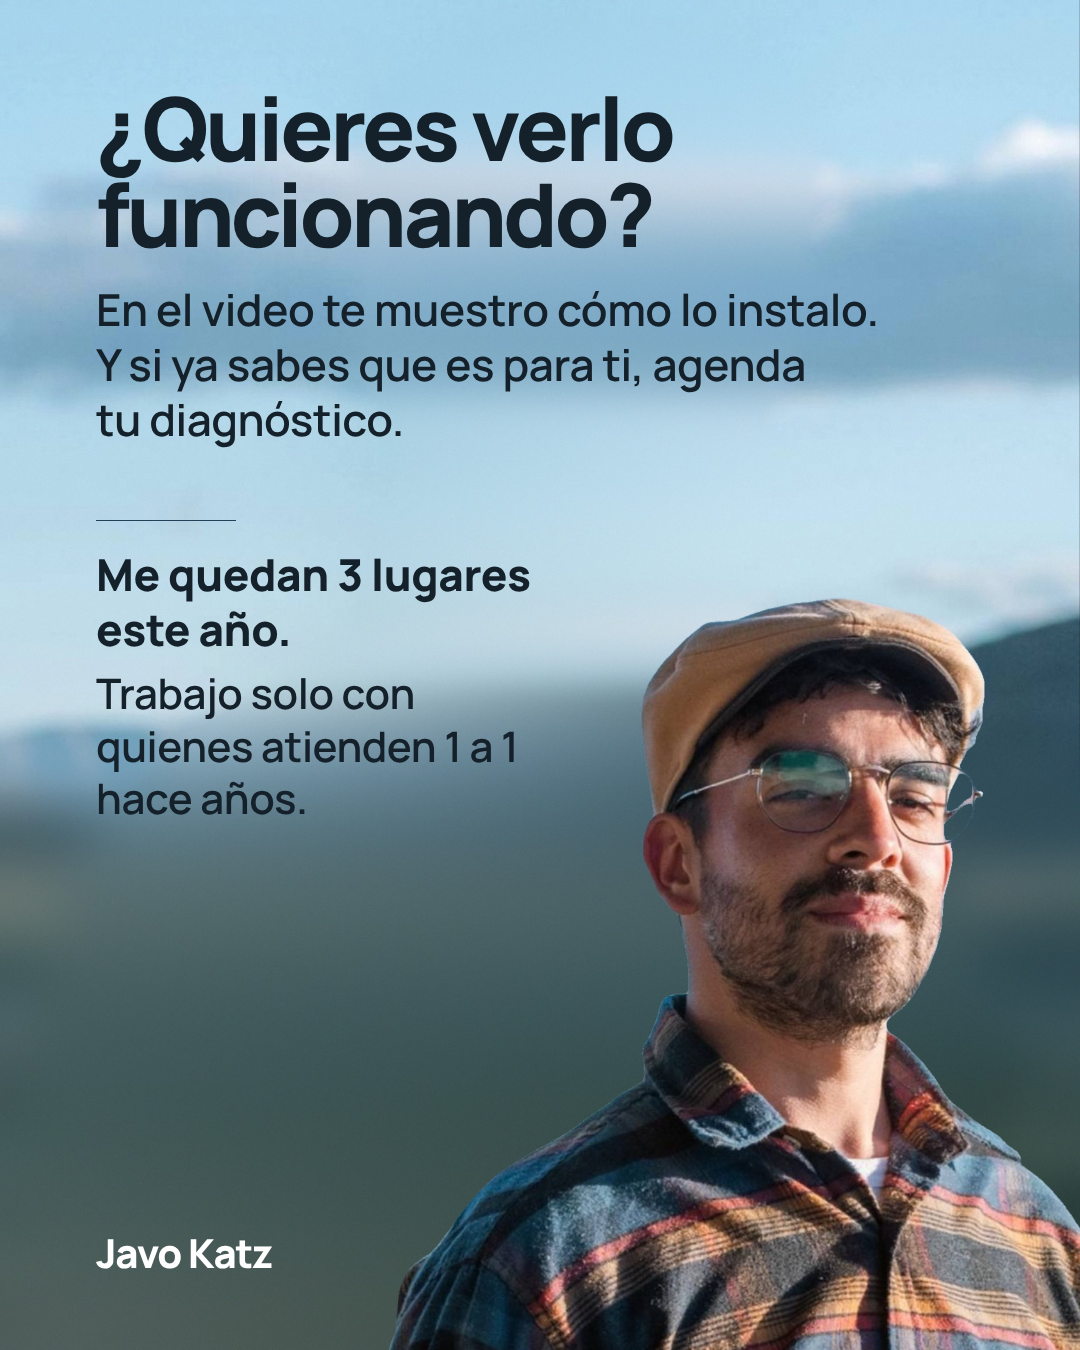 ¿Quieres verlo
funcionando?
En el video te muestro cómo lo instalo.
Y si ya sabes que es para ti, agenda
tu diagnóstico.
Me quedan 3 lugares
este año.
Trabajo solo con
quienes atienden 1 a 1
hace años.
Javo Katz